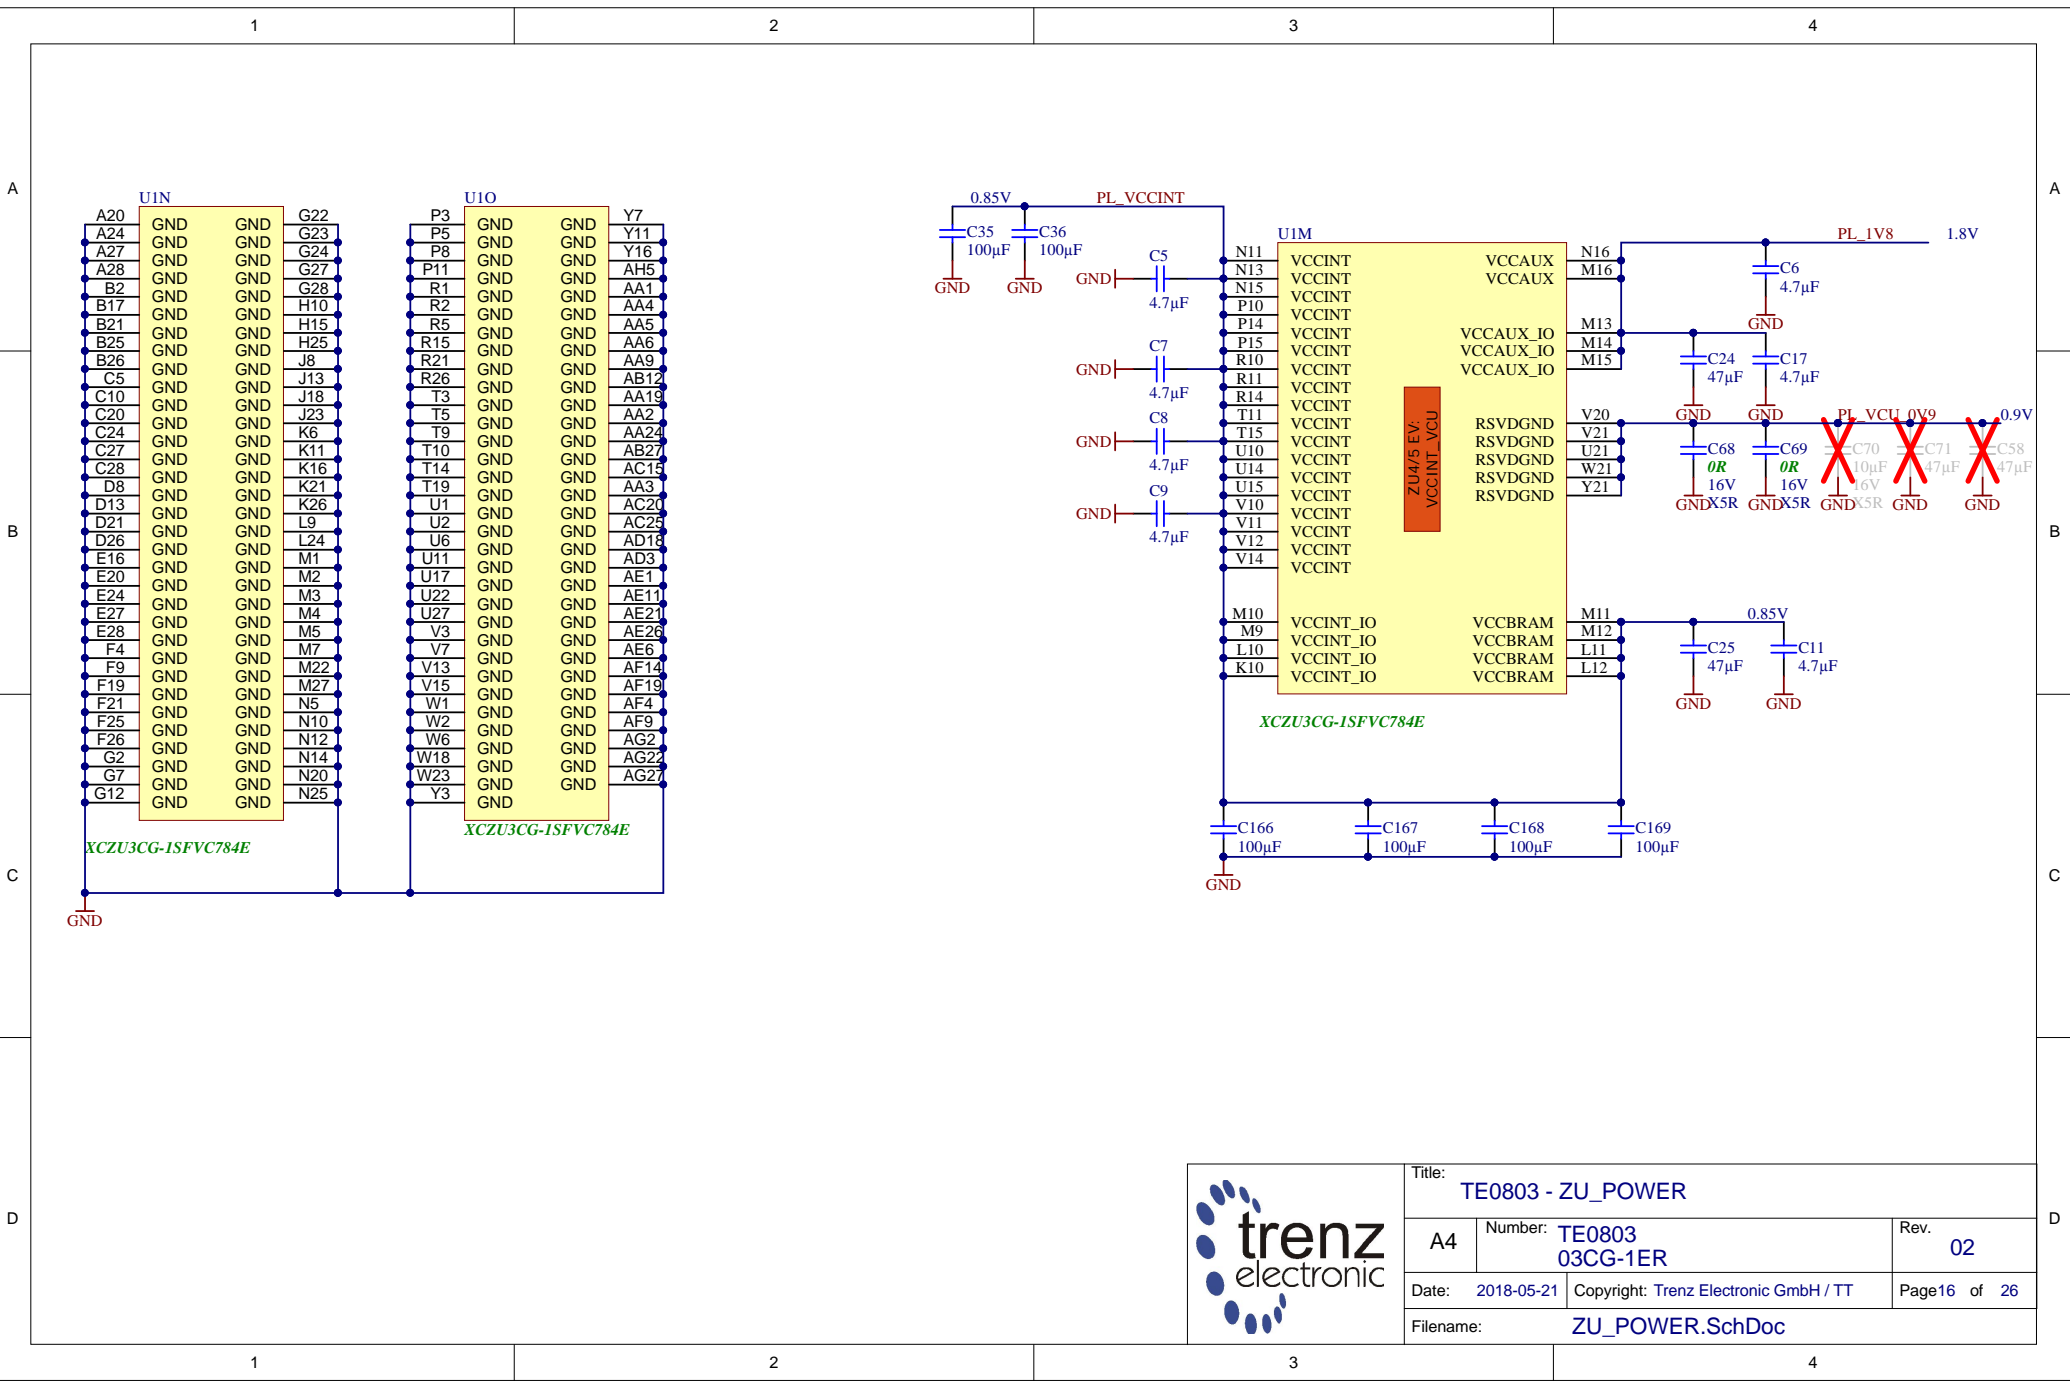 1 2 3 4
A A
B B
C C
D D
U1N
A20 GND GND G22
A24 GND GND G23
A27 GND GND G24
A28 GND GND G27
B2 GND GND G28
B17 GND GND H10
B21 GND GND H15
B25 GND GND H25
B26 GND GND J8
C5 GND GND J13
C10 GND GND J18
C20 GND GND J23
C24 GND GND K6
C27 GND GND K11
C28 GND GND K16
D8 GND GND K21
D13 GND GND K26
D21 GND GND L9
D26 GND GND L24
E16 GND GND M1
E20 GND GND M2
E24 GND GND M3
E27 GND GND M4
E28 GND GND M5
F4 GND GND M7
F9 GND GND M22
F19 GND GND M27
F21 GND GND N5
F25 GND GND N10
F26 GND GND N12
G2 GND GND N14
G7 GND GND N20
G12 GND GND N25
XCZU3CG-1SFVC784E
GND
U1O
P3 GND GND Y7
P5 GND GND Y11
P8 GND GND Y16
P11 GND GND AH5
R1 GND GND AA1
R2 GND GND AA4
R5 GND GND AA5
R15 GND GND AA6
R21 GND GND AA9
R26 GND GND AB12
T3 GND GND AA19
T5 GND GND AA2
T9 GND GND AA24
T10 GND GND AB27
T14 GND GND AC15
T19 GND GND AA3
U1 GND GND AC20
U2 GND GND AC25
U6 GND GND AD18
U11 GND GND AD3
U17 GND GND AE1
U22 GND GND AE11
U27 GND GND AE21
V3 GND GND AE26
V7 GND GND AE6
V13 GND GND AF14
V15 GND GND AF19
W1 GND GND AF4
W2 GND GND AF9
W6 GND GND AG2
W18 GND GND AG22
W23 GND GND AG27
Y3 GND
XCZU3CG-1SFVC784E
0.85V PL_VCCINT
C35
100µF
GND
C36
100µF
GND
C5
GND
4.7µF
C7
GND
4.7µF
C8
GND
4.7µF
C9
GND
4.7µF
U1M
N11 VCCINT
N13 VCCINT
N15 VCCINT
P10 VCCINT
P14 VCCINT
P15 VCCINT
R10 VCCINT
R11 VCCINT
R14 VCCINT
T11 VCCINT
T15 VCCINT
U10 VCCINT
U14 VCCINT
U15 VCCINT
V10 VCCINT
V11 VCCINT
V12 VCCINT
V14 VCCINT
M10 VCCINT_IO
M9 VCCINT_IO
L10 VCCINT_IO
K10 VCCINT_IO
ZU4/5 EV:
VCCINT_VCU
VCCAUX N16
VCCAUX M16
VCCAUX_IO M13
VCCAUX_IO M14
VCCAUX_IO M15
RSVDGND V20
RSVDGND V21
RSVDGND U21
RSVDGND W21
RSVDGND Y21
VCCBRAM M11
VCCBRAM M12
VCCBRAM L11
VCCBRAM L12
XCZU3CG-1SFVC784E
PL_1V8 1.8V
C6
4.7µF
GND
C24
47µF
GND
C17
4.7µF
GND
PL_VCU_0V9 0.9V
C68
0R
16V
X5R
GND
C69
0R
16V
X5R
GND
C70
10µF
16V
X5R
GND
C71
47µF
GND
C58
47µF
GND
0.85V
C25
47µF
GND
C11
4.7µF
GND
C166
100µF
C167
100µF
C168
100µF
C169
100µF
GND
trenz
electronic
Title:
TE0803 - ZU_POWER
A4
Number: TE0803
03CG-1ER
Rev.
02
Date: 2018-05-21
Copyright: Trenz Electronic GmbH / TT
Page16 of 26
Filename: ZU_POWER.SchDoc
1 2 3 4